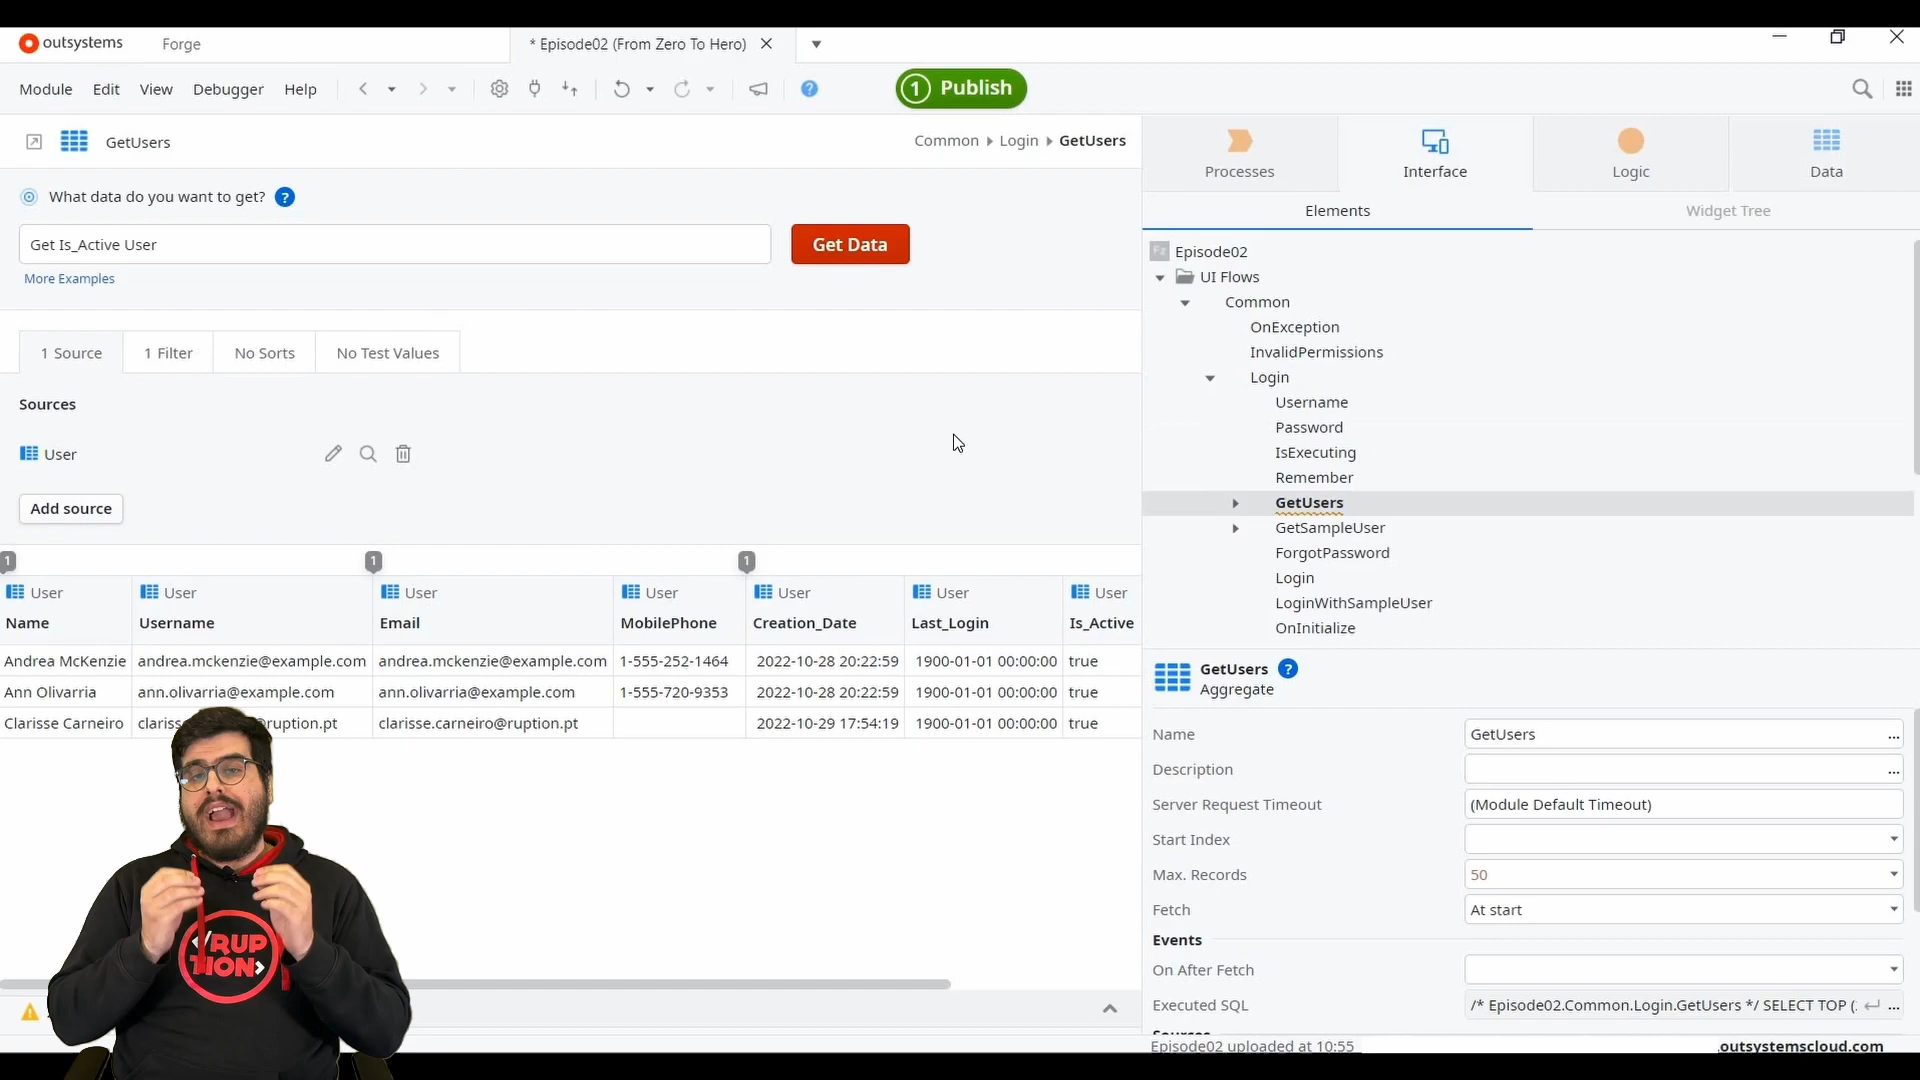 outsystems
Forge
* Episode02 (From Zero To Hero)
Module Edit View Debugger Help
1 Publish
GetUsers
Common Login GetUsers
What data do you want to get? ?
Get Is_Active User
Get Data
More Examples
1 Source 1 Filter No Sorts No Test Values
Sources
User
Add source
1 1 1
User User User User User User User
Name Username Email MobilePhone Creation_Date Last_Login Is_Active
Andrea McKenzie andrea.mckenzie@example.com andrea.mckenzie@example.com 1-555-252-1464 2022-10-28 20:22:59 1900-01-01 00:00:00 true
Ann Olivarria ann.olivarria@example.com ann.olivarria@example.com 1-555-720-9353 2022-10-28 20:22:59 1900-01-01 00:00:00 true
Clarisse Carneiro clarisse.carneiro@ruption.pt 2022-10-29 17:54:19 1900-01-01 00:00:00 true
</RUP
TION>
Processes Interface Logic Data
Elements Widget Tree
Episode02
UI Flows
Common
OnException
InvalidPermissions
Login
Username
Password
IsExecuting
Remember
GetUsers
GetSampleUser
ForgotPassword
Login
LoginWithSampleUser
OnInitialize
GetUsers ?
Aggregate
Name GetUsers ...
Description ...
Server Request Timeout (Module Default Timeout)
Start Index
Max. Records 50
Fetch At start
Events
On After Fetch
Executed SQL /* Episode02.Common.Login.GetUsers */ SELECT TOP (. ...
Sources
Episode02 uploaded at 10:55
.outsystemscloud.com